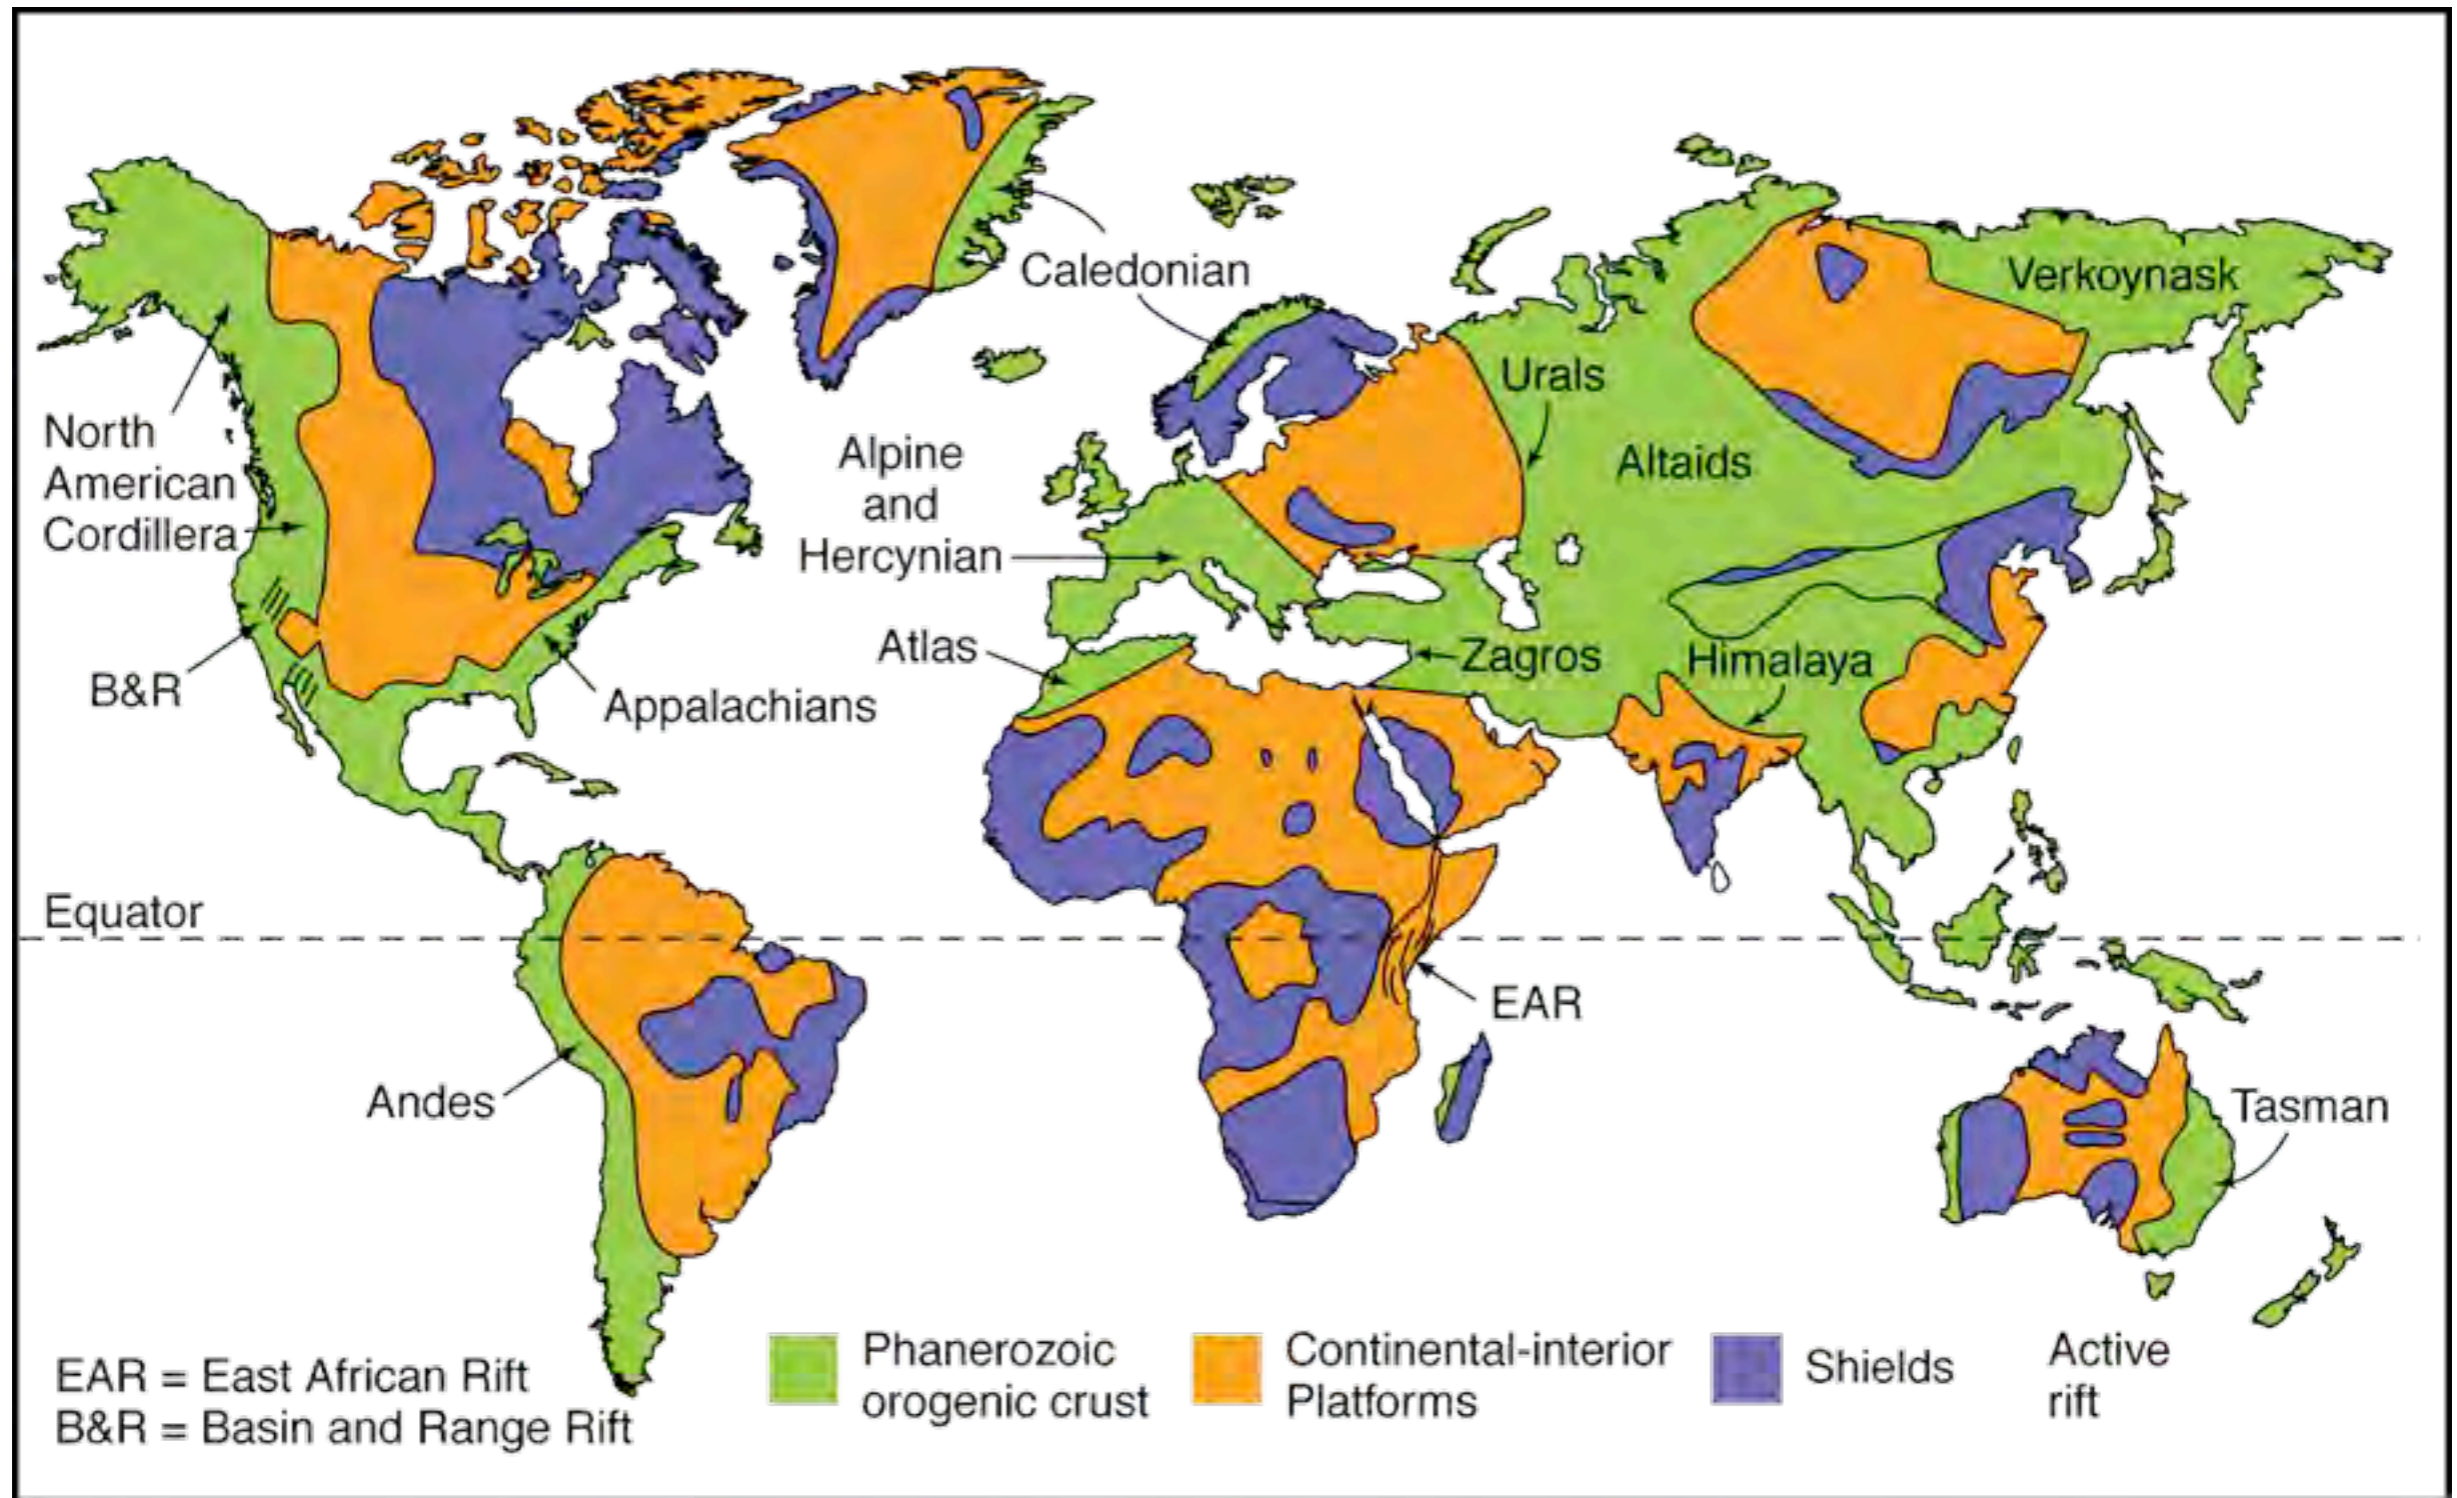 Caledonian
Verkoynask
Urals
North
American
Cordillera
Alpine
and
Hercynian
Altaids
B&R
Appalachians
Atlas
Zagros
Himalaya
Equator
EAR
Andes
Tasman
EAR = East African Rift
B&R = Basin and Range Rift
Phanerozoic
orogenic crust
Continental-interior
Platforms
Shields
Active
rift